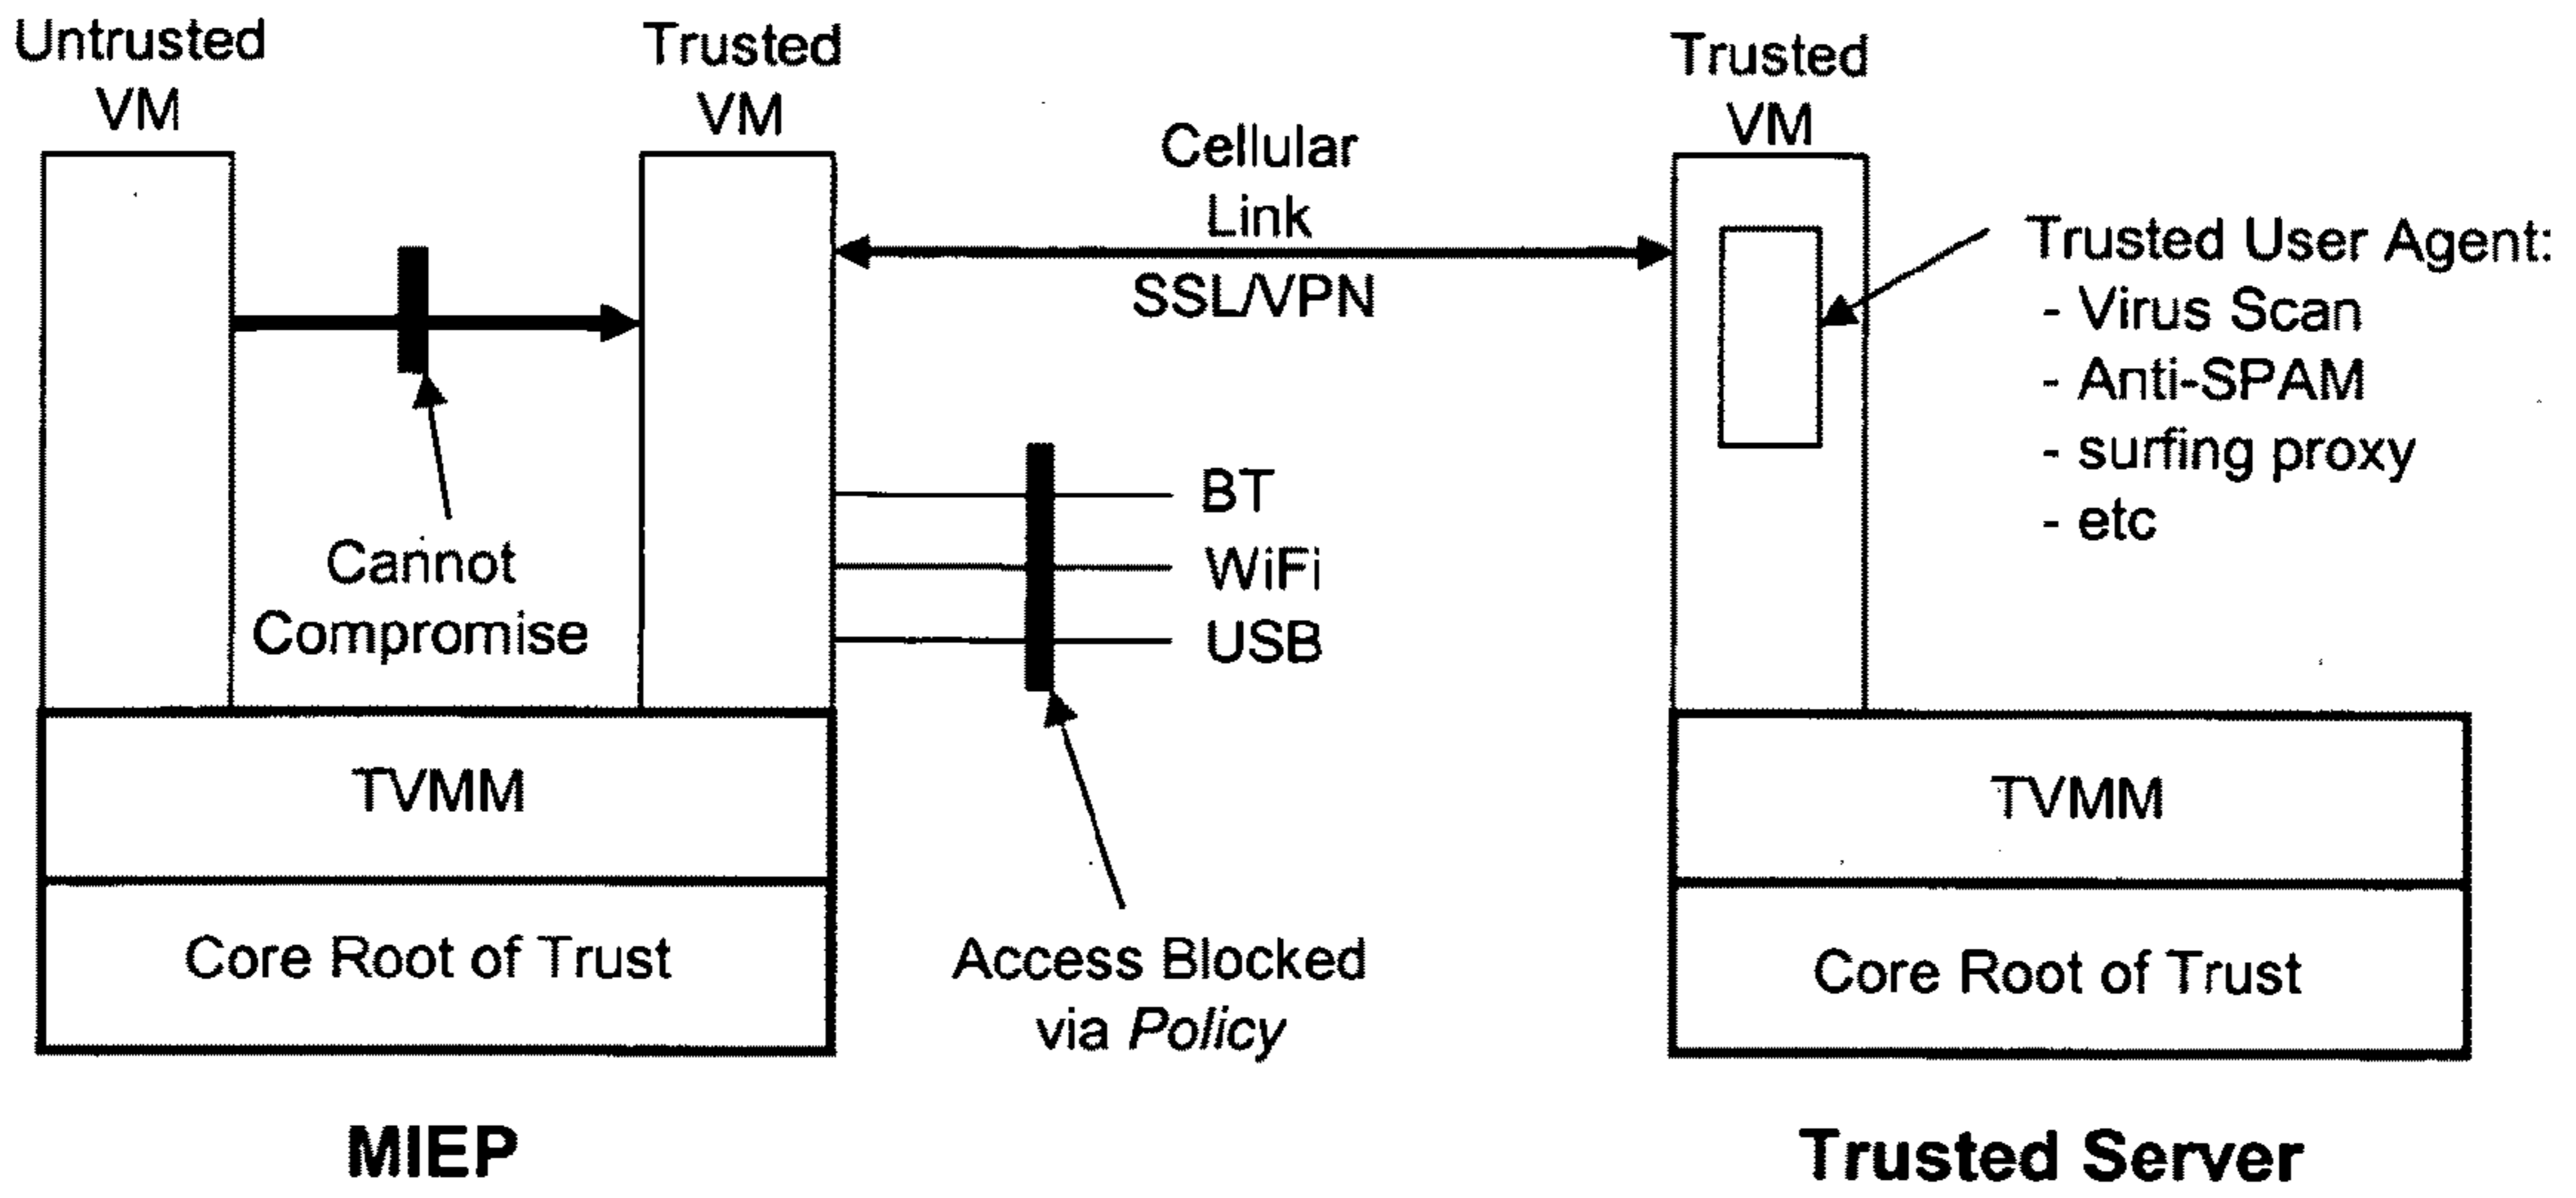 Untrusted
VM
Trusted
VM
Trusted
VM
Cellular
Link
SSL/VPN
Trusted User Agent:
- Virus Scan
- Anti-SPAM
- surfing proxy
- etc
Cannot
Compromise
BT
WiFi
USB
Access Blocked
via Policy
TVMM
Core Root of Trust
TVMM
Core Root of Trust
MIEP
Trusted Server